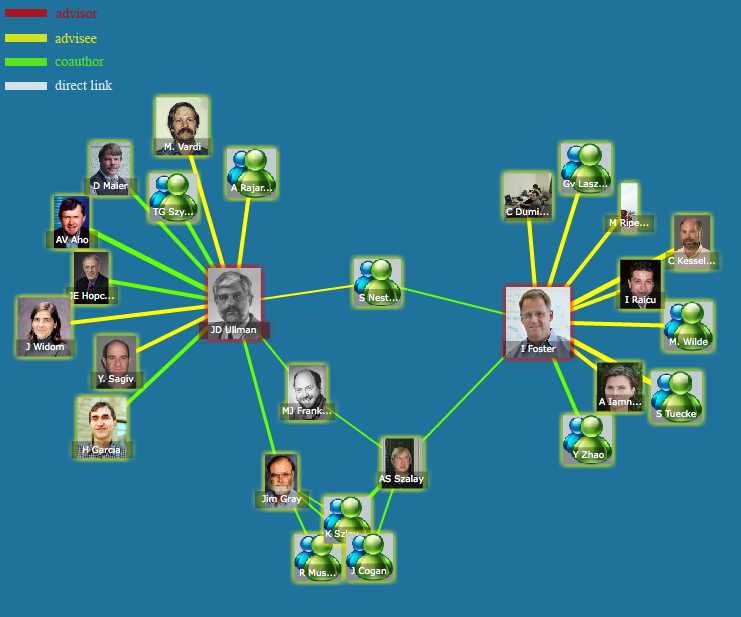 advisor
advisee
coauthor
direct link
M. Vardi
D Maier
A Rajar...
TG Szy...
AV Aho
JE Hopc...
J Widom
Y. Sagiv
H Garcia
JD Ullman
S Nest...
MJ Frank...
AS Szalay
Jim Gray
K Szla...
R Mus...
J Cogan
Gv Lasz...
C Dumi...
M Ripe...
C Kessel...
I Raicu
M. Wilde
I Foster
A Iamn...
S Tuecke
Y Zhao